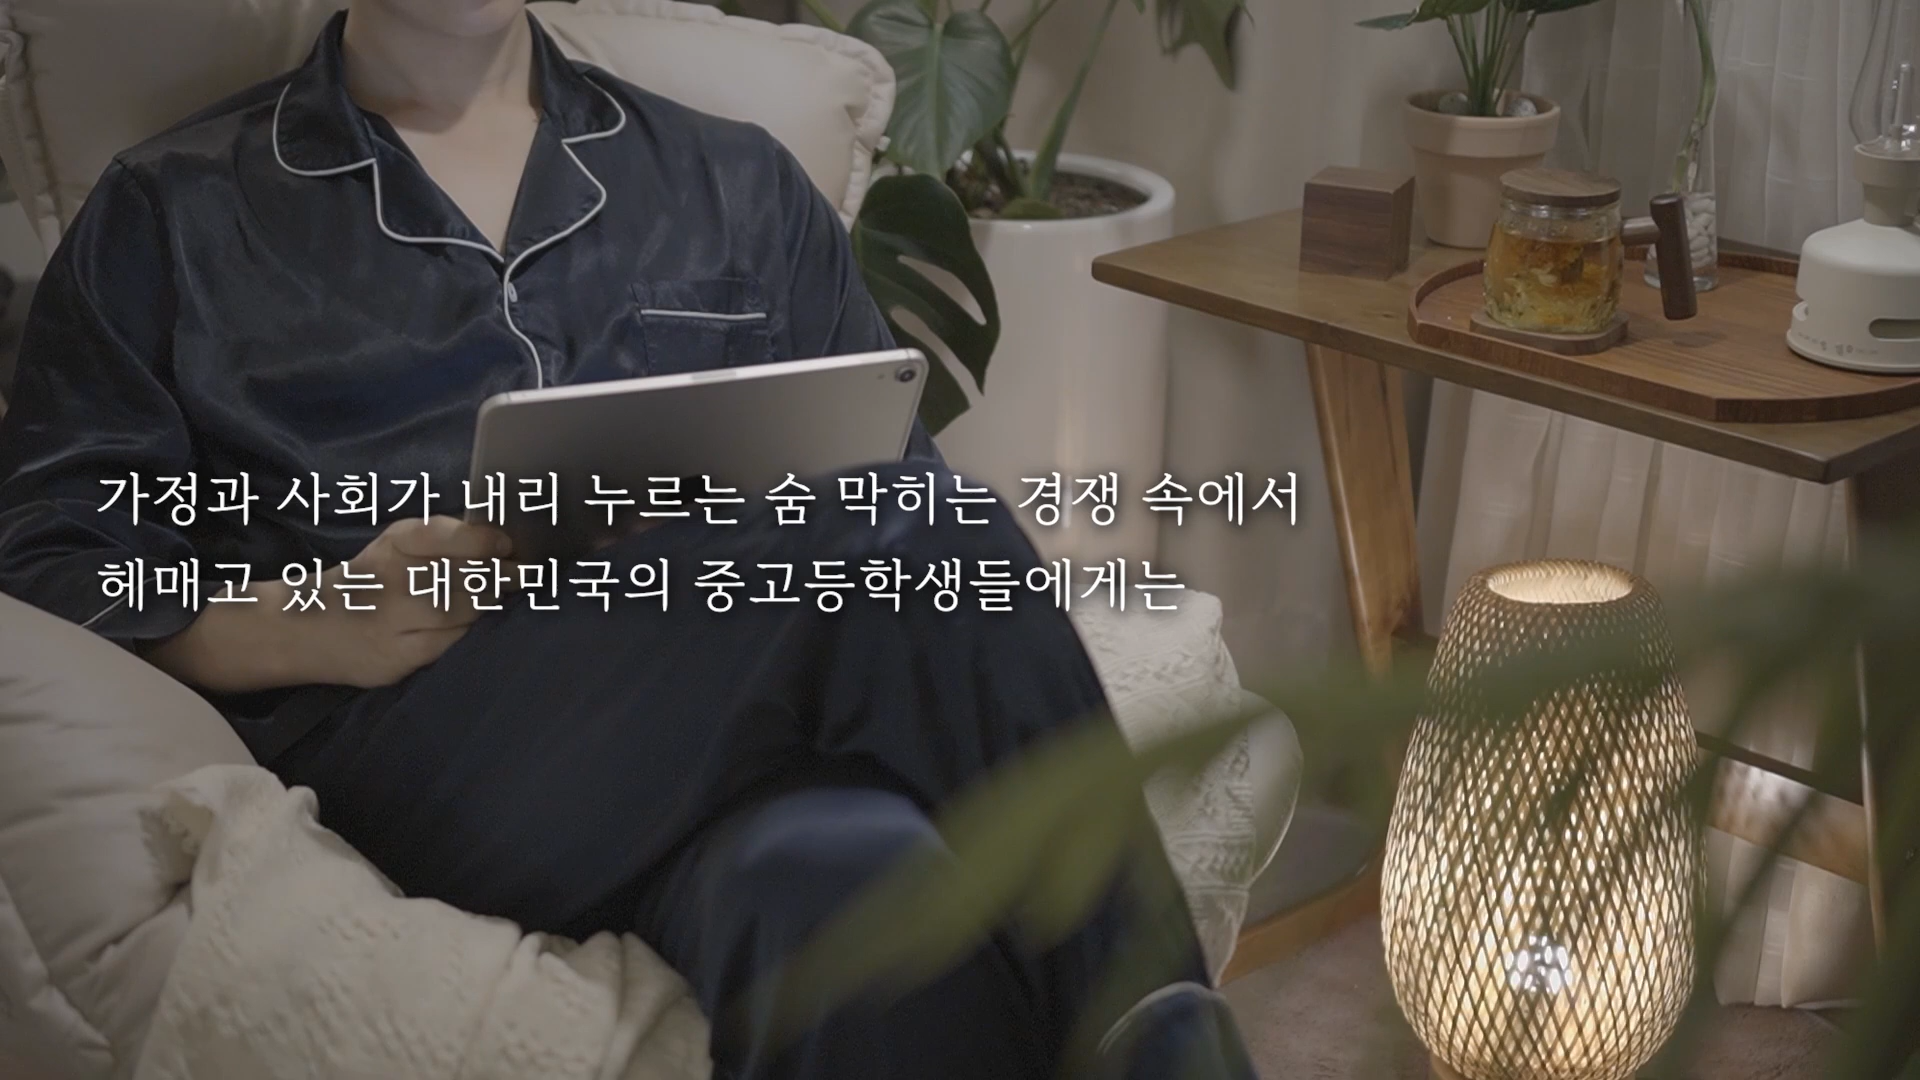 가정과 사회가 내리 누르는 숨 막히는 경쟁 속에서
헤매고 있는 대한민국의 중고등학생들에게는